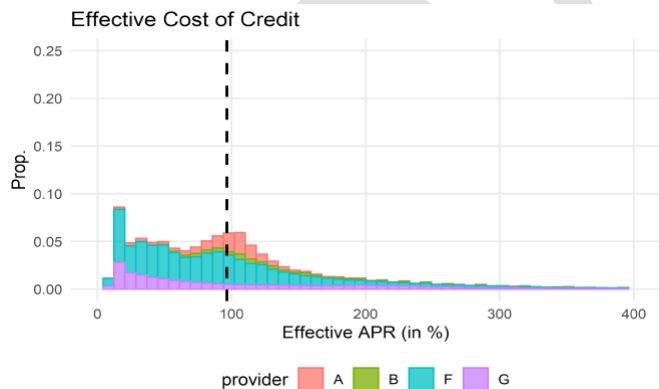 Effective Cost of Credit
Prop.
0.25
0.20
0.15
0.10
0.05
0.00
0 100 200 300 400
Effective APR (in %)
provider A B F G